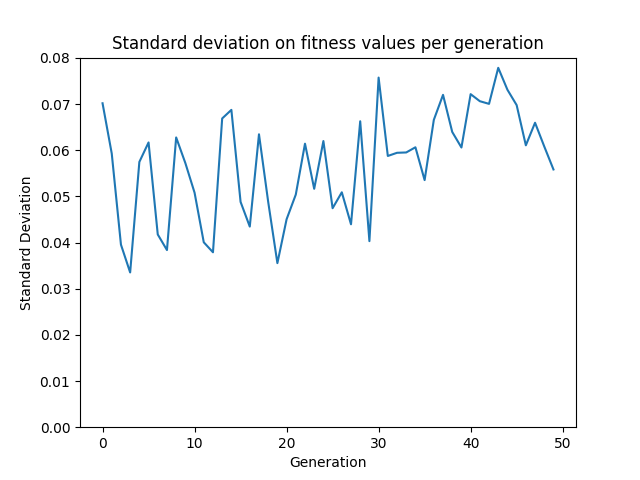 Standard deviation on fitness values per generation
0.08
0.07
0.06
0.05
0.04
0.03
0.02
0.01
0.00
Standard Deviation
0 10 20 30 40 50
Generation